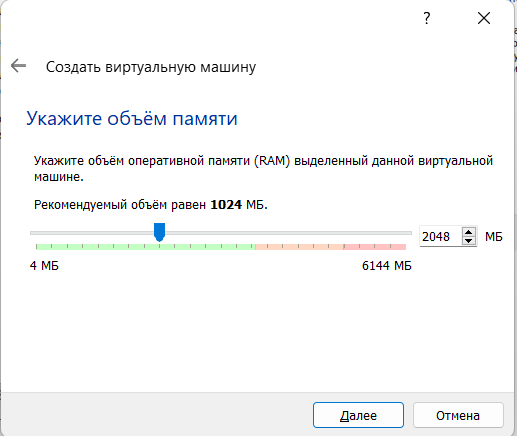 ?
Создать виртуальную машину
Укажите объём памяти
Укажите объём оперативной памяти (RAM) выделенный данной виртуальной
машине.
Рекомендуемый объём равен 1024 МБ.
2048 МБ
4 МБ 6144 МБ
Далее Отмена